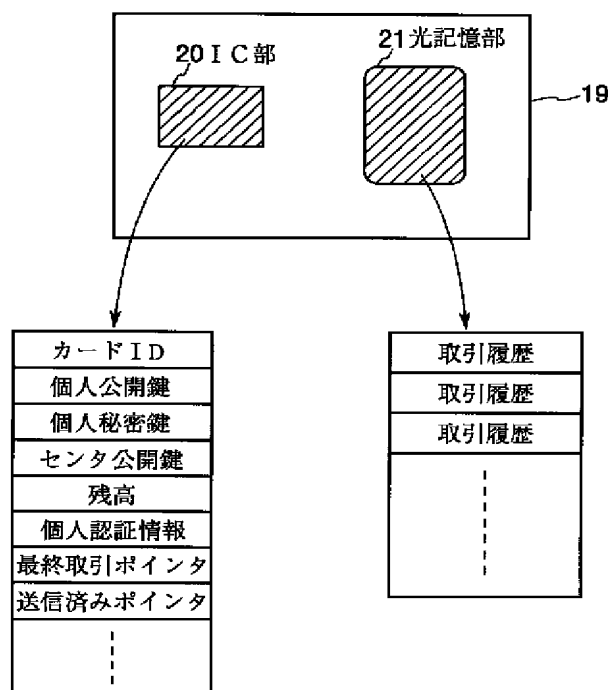 20 IC部
21光記憶部
19
カードID
個人公開鍵
個人秘密鍵
センタ公開鍵
残高
個人認証情報
最終取引ポインタ
送信済みポインタ
取引履歴
取引履歴
取引履歴